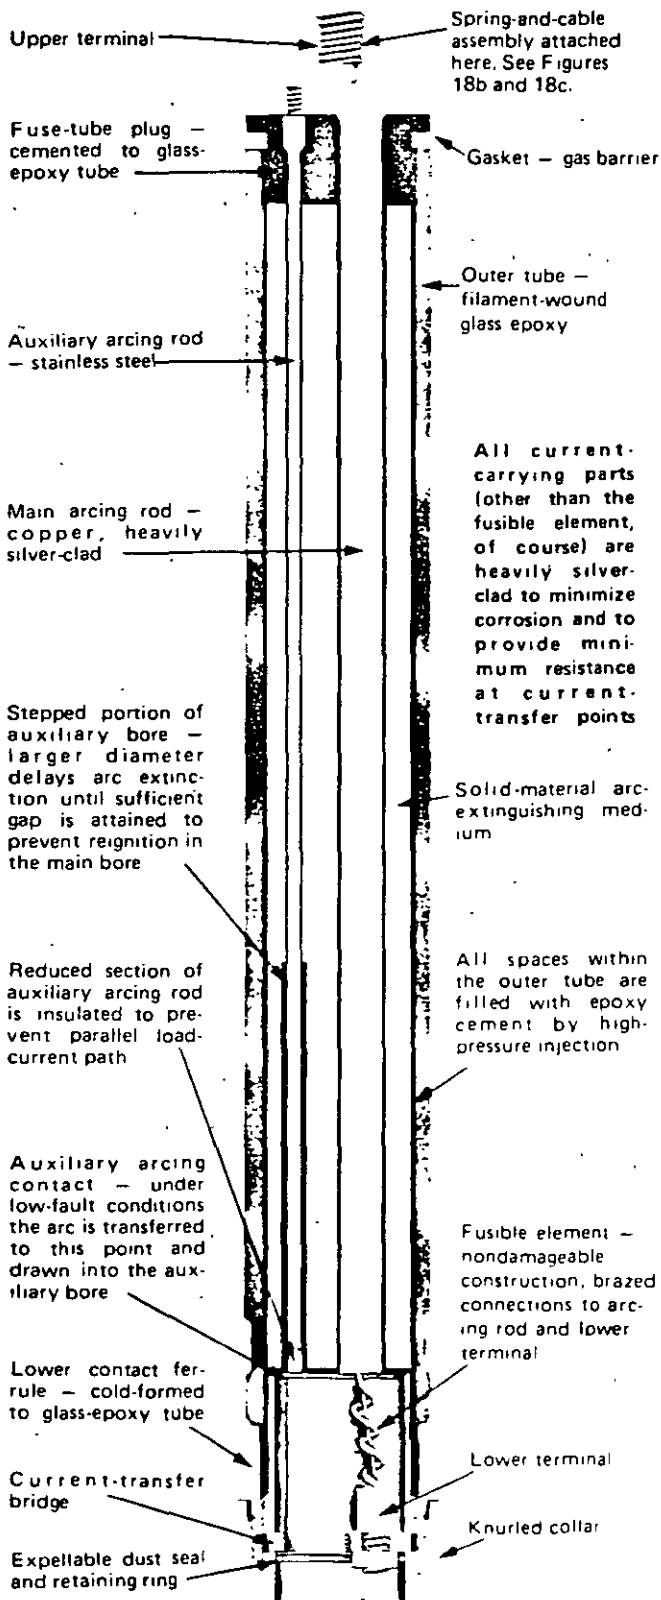 Upper terminal
Spring-and-cable
assembly attached
here. See Figures
18b and 18c.
Fuse-tube plug –
cemented to glass-
epoxy tube
Gasket – gas barrier
Outer tube –
filament-wound
glass epoxy
Auxiliary arcing rod
– stainless steel
All current-
carrying parts
(other than the
fusible element,
of course) are
heavily silver-
clad to minimize
corrosion and to
provide mini-
mum resistance
at current-
transfer points
Main arcing rod –
copper, heavily
silver-clad
Stepped portion of
auxiliary bore –
larger diameter
delays arc extinc-
tion until sufficient
gap is attained to
prevent reignition in
the main bore
Solid-material arc-
extinguishing med-
ium
Reduced section of
auxiliary arcing rod
is insulated to pre-
vent parallel load-
current path
All spaces within
the outer tube are
filled with epoxy
cement by high-
pressure injection
Auxiliary arcing
contact – under
low-fault conditions
the arc is transferred
to this point and
drawn into the aux-
iliary bore
Fusible element –
nondamageable
construction, brazed
connections to arc-
ing rod and lower
terminal
Lower contact fer-
rule – cold-formed
to glass-epoxy tube
Lower terminal
Current-transfer
bridge
Knurled collar
Expellable dust seal
and retaining ring